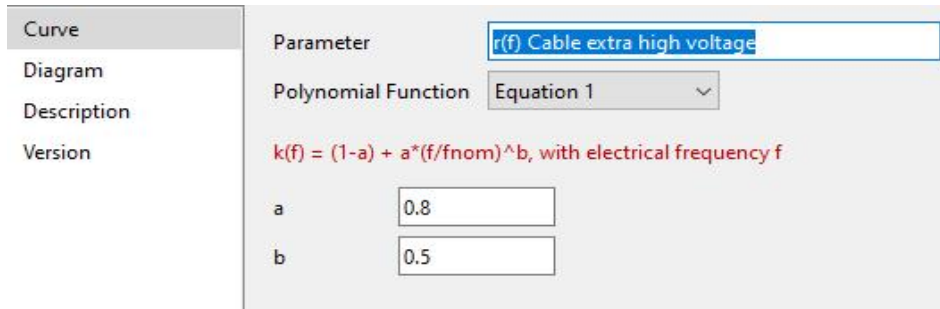 Curve
Diagram
Description
Version
Parameter r(f) Cable extra high voltage
Polynomial Function Equation 1
k(f) = (1-a) + a*(f/fnom)^b, with electrical frequency f
a 0.8
b 0.5